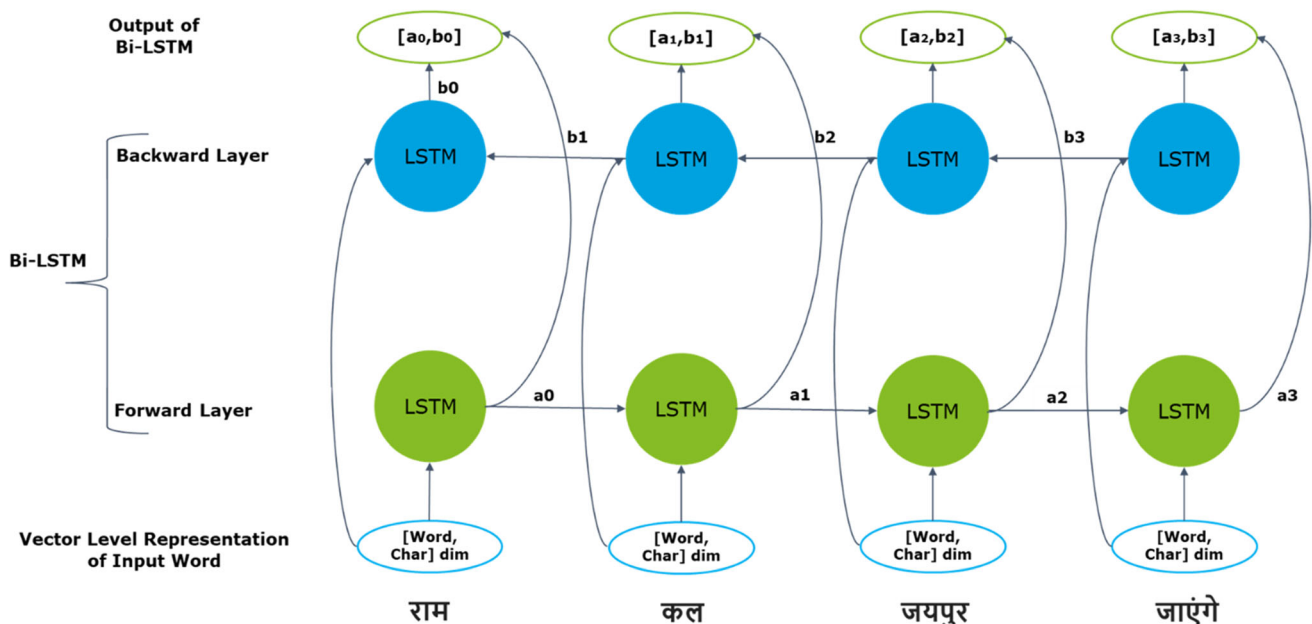 Output of
Bi-LSTM
[a₀,b₀]
[a₁,b₁]
[a₂,b₂]
[a₃,b₃]
b0
b1
b2
b3
Backward Layer
LSTM
LSTM
LSTM
LSTM
Bi-LSTM
Forward Layer
LSTM
a0
LSTM
a1
LSTM
a2
LSTM
a3
Vector Level Representation
of Input Word
[Word,
Char] dim
[Word,
Char] dim
[Word,
Char] dim
[Word,
Char] dim
राम
कल
जयपुर
जाएंगे